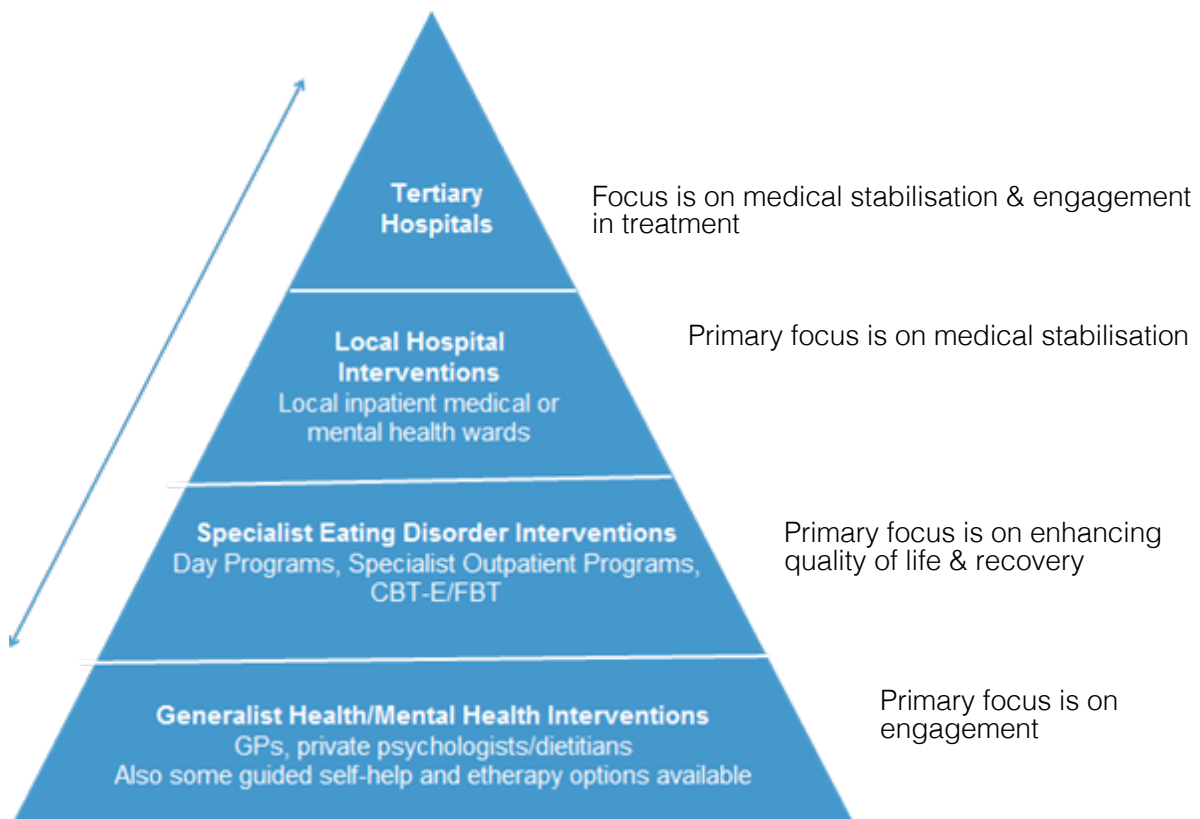 Tertiary
Hospitals
Focus is on medical stabilisation & engagement
in treatment
Local Hospital
Interventions
Local inpatient medical or
mental health wards
Primary focus is on medical stabilisation
Specialist Eating Disorder Interventions
Day Programs, Specialist Outpatient Programs,
CBT-E/FBT
Primary focus is on enhancing
quality of life & recovery
Generalist Health/Mental Health Interventions
GPs, private psychologists/dietitians
Also some guided self-help and etherapy options available
Primary focus is on
engagement